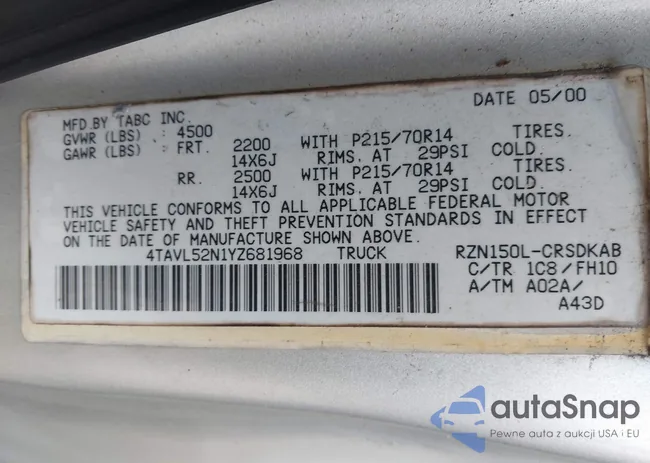 DATE 05/00
MFD.BY TABC INC.
GVWR (LBS) 4500
GAWR (LBS) FRT. 2200 WITH P215/70R14 TIRES.
14X6J RIMS. AT 29PSI COLD.
RR. 2500 WITH P215/70R14 TIRES.
14X6J RIMS. AT 29PSI COLD.
THIS VEHICLE CONFORMS TO ALL APPLICABLE FEDERAL MOTOR
VEHICLE SAFETY AND THEFT PREVENTION STANDARDS IN EFFECT
ON DATE OF MANUFACTURE SHOWN ABOVE.
4TAVL52N1YZ681968 TRUCK RZN150L-CRSDKAB
C/TR 1C8/FH10
A/TM A02A/
A43D
autaSnap
Pewne auta z aukcji USA i EU